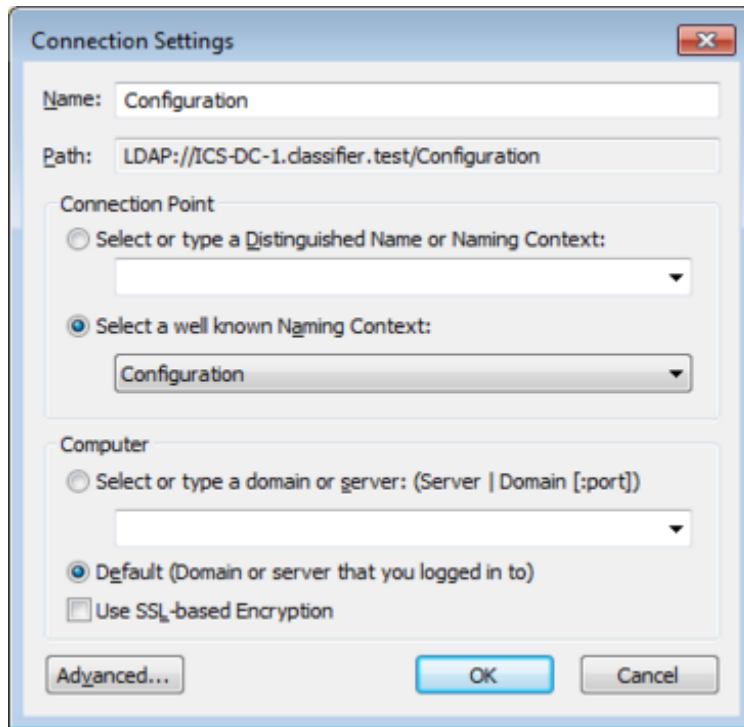 Connection Settings
Name: Configuration
Path: LDAP://ICS-DC-1.classifier.test/Configuration
Connection Point
Select or type a Distinguished Name or Naming Context:
Select a well known Naming Context:
Configuration
Computer
Select or type a domain or server: (Server | Domain [:port])
Default (Domain or server that you logged in to)
Use SSL-based Encryption
Advanced... OK Cancel